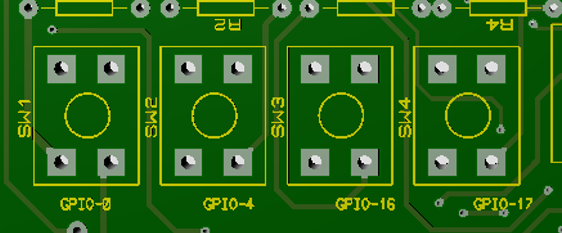 R2
R4
SW1
SW2
SW3
SW4
GPIO-0
GPIO-4
GPIO-16
GPIO-17